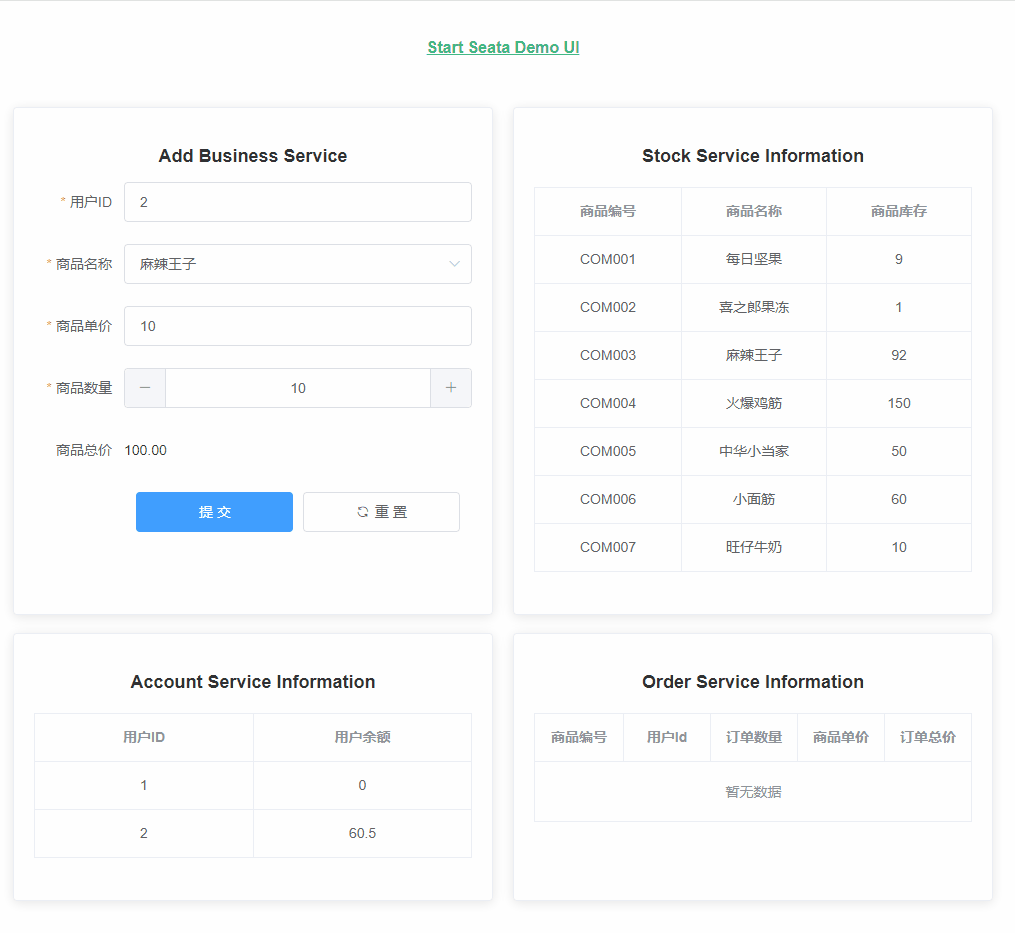 Start Seata Demo UI
Add Business Service
* 用户ID 2
* 商品名称 麻辣王子
* 商品单价 10
* 商品数量 − 10 +
商品总价 100.00
提 交 重 置
Stock Service Information
商品编号 商品名称 商品库存
COM001 每日坚果 9
COM002 喜之郎果冻 1
COM003 麻辣王子 92
COM004 火爆鸡筋 150
COM005 中华小当家 50
COM006 小面筋 60
COM007 旺仔牛奶 10
Account Service Information
用户ID 用户余额
1 0
2 60.5
Order Service Information
商品编号 用户Id 订单数量 商品单价 订单总价
暂无数据